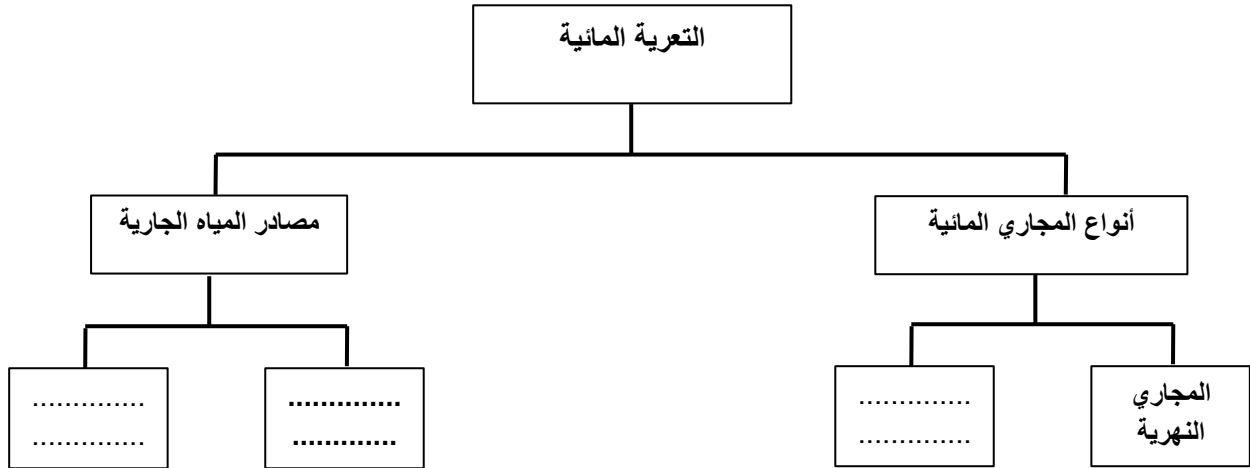 التعرية المائية
أنواع المجاري المائية
مصادر المياه الجارية
المجاري
النهرية
..............
..............
..............
.............
..............
..............